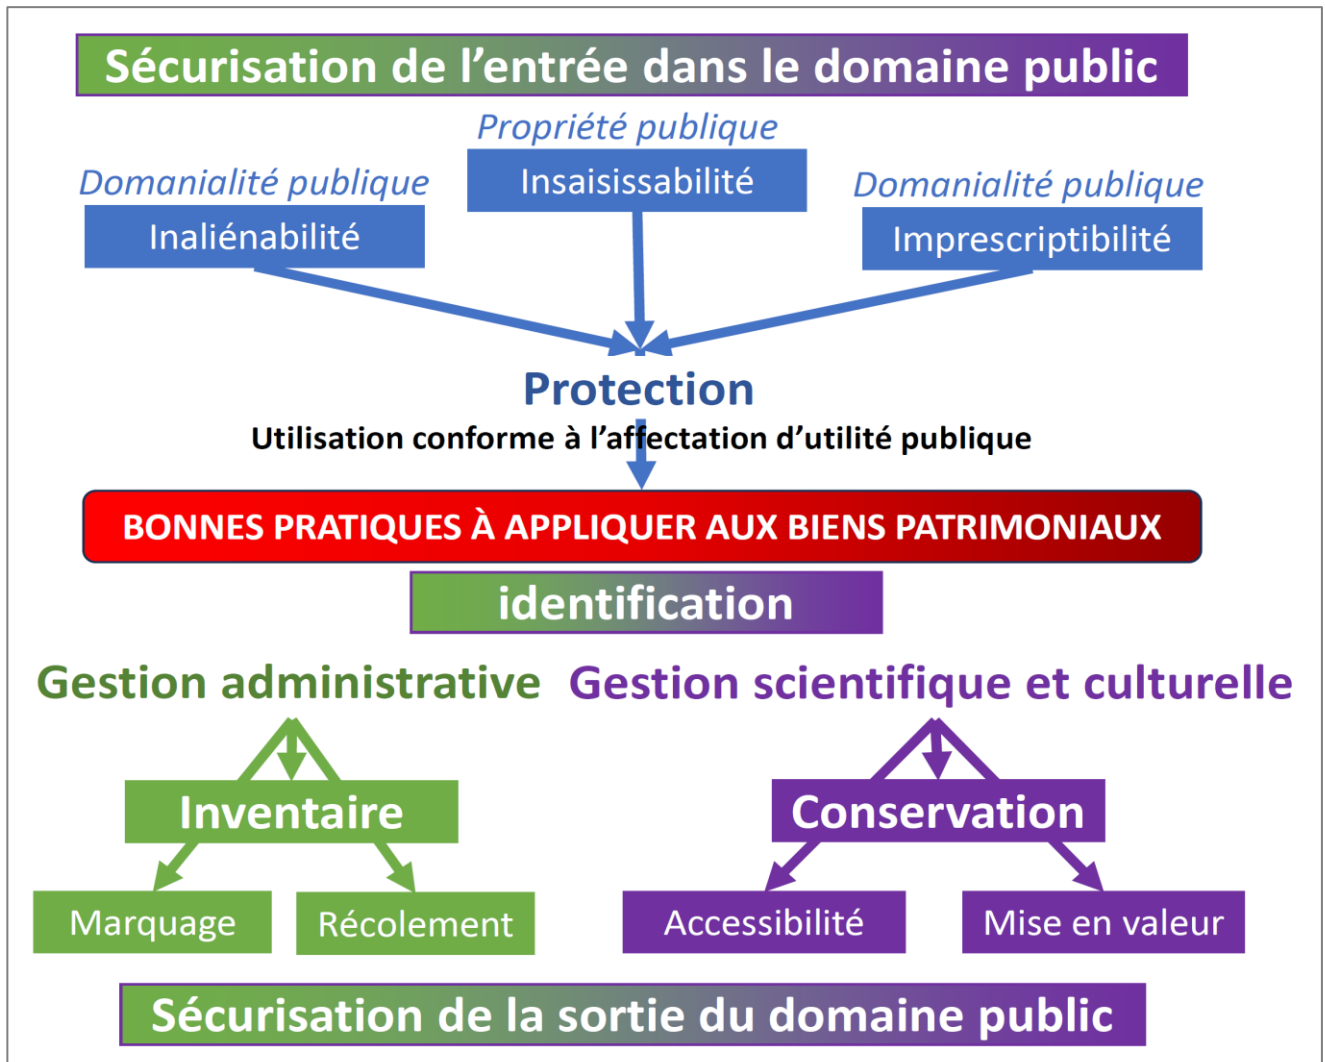 Sécurisation de l’entrée dans le domaine public
Propriété publique
Insaisissabilité
Domanialité publique
Inaliénabilité
Domanialité publique
Imprescriptibilité
Protection
Utilisation conforme à l’affectation d’utilité publique
BONNES PRATIQUES À APPLIQUER AUX BIENS PATRIMONIAUX
identification
Gestion administrative
Gestion scientifique et culturelle
Inventaire
Conservation
Marquage
Récolement
Accessibilité
Mise en valeur
Sécurisation de la sortie du domaine public